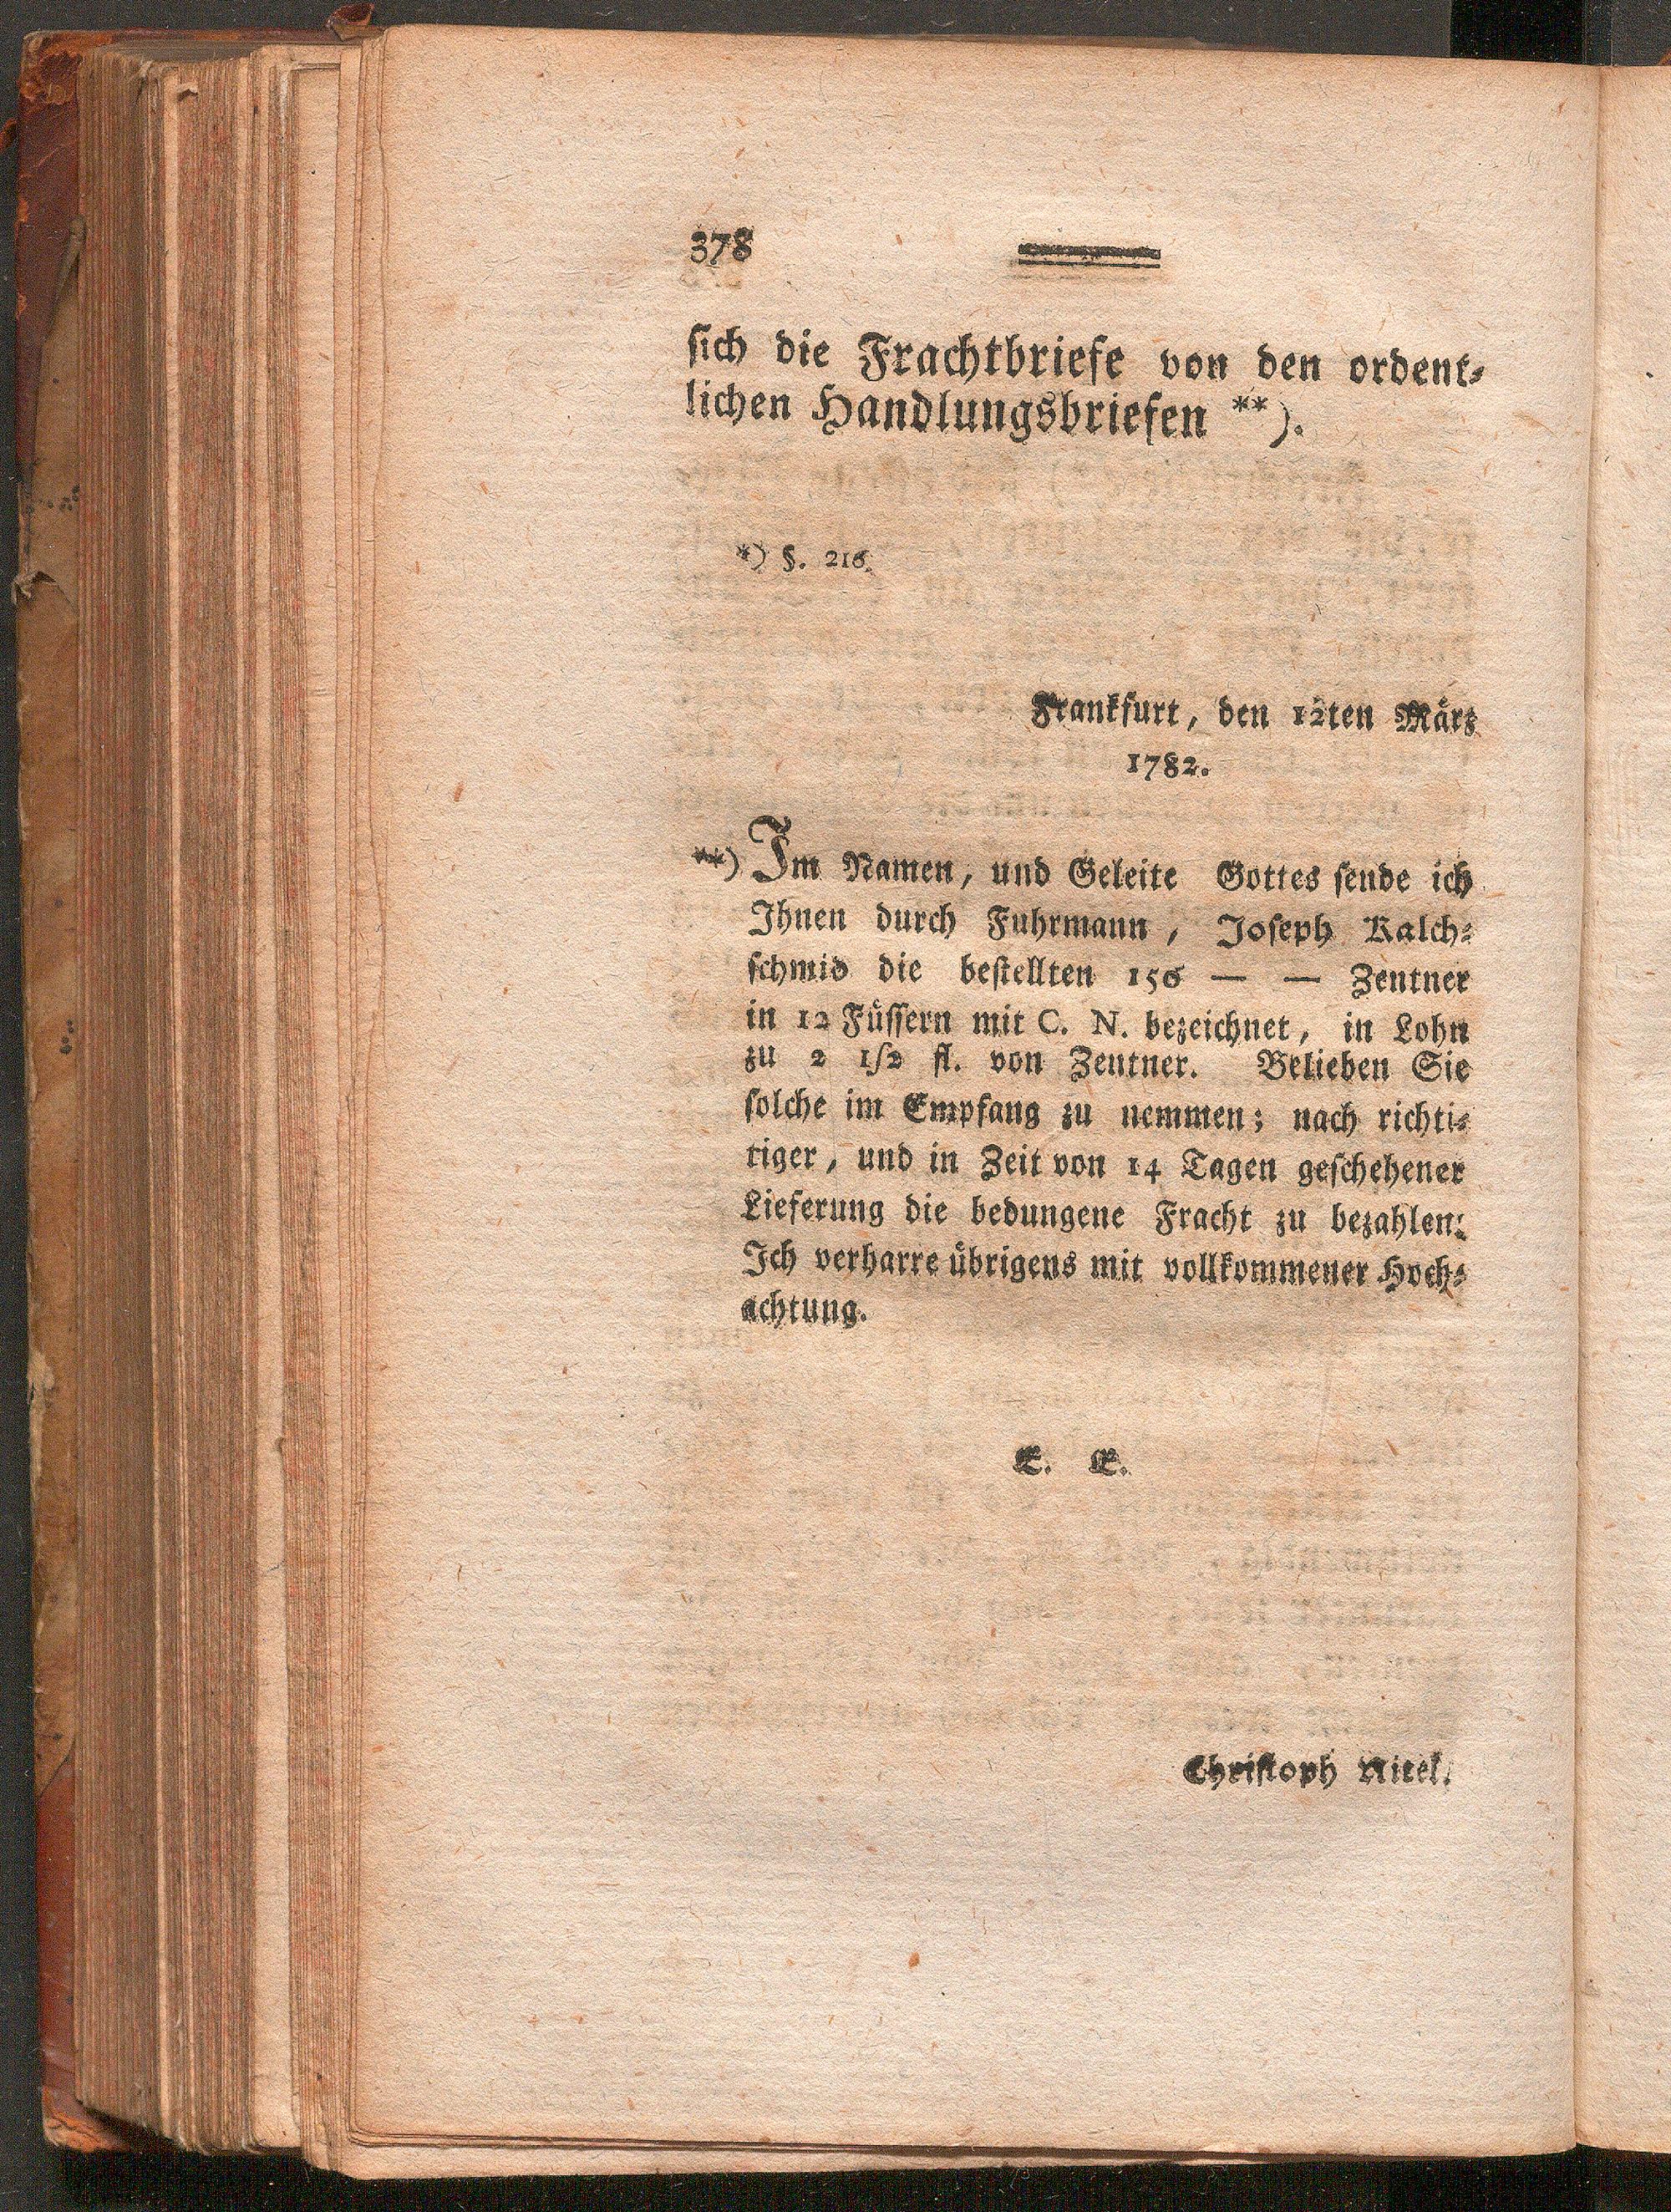 378
sich die Frachtbriefe von den ordent⸗
lichen Handlungsbriefen **).
*) §. 216.
Frankfurt, den 12ten März
1782.
**) Im Namen, und Geleite Gottes sende ich
Ihnen durch Fuhrmann, Joseph Kalch⸗
schmid die bestellten 156 — — Zentner
in 12 Füssern mit C. N. bezeichnet, in Lohn
zu 2 1/2 fl. von Zentner. Belieben Sie
solche im Empfang zu nemmen; nach richti⸗
tiger, und in Zeit von 14 Tagen geschehener
Lieferung die bedungene Fracht zu bezahlen.
Ich verharre übrigens mit vollkommener Hoch⸗
achtung.
E. E.
Christoph Nitel.